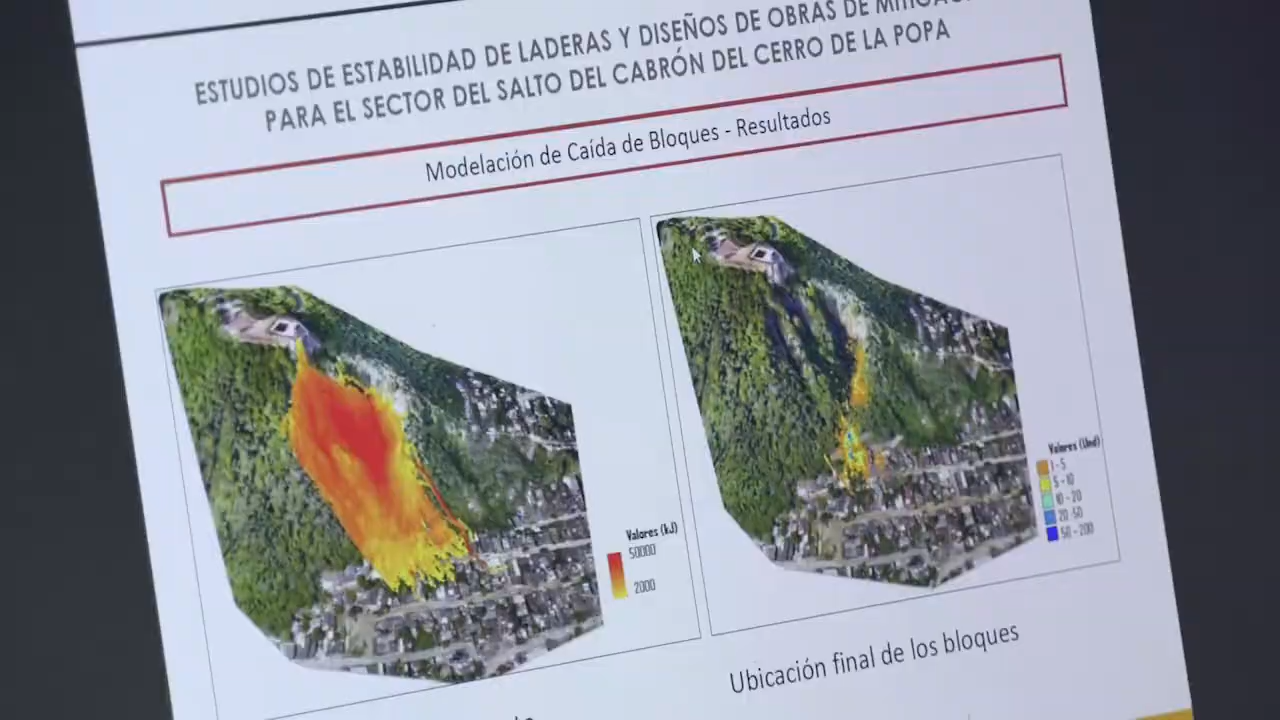 ESTUDIOS DE ESTABILIDAD DE LADERAS Y DISEÑOS DE OBRAS DE
PARA EL SECTOR DEL SALTO DEL CABRÓN DEL CERRO DE LA POPA
Modelación de Caída de Bloques - Resultados
Valores (kJ)
50000
2000
Valores (Und)
1 - 5
5 - 10
10 - 20
20 - 50
50 - 200
Ubicación final de los bloques